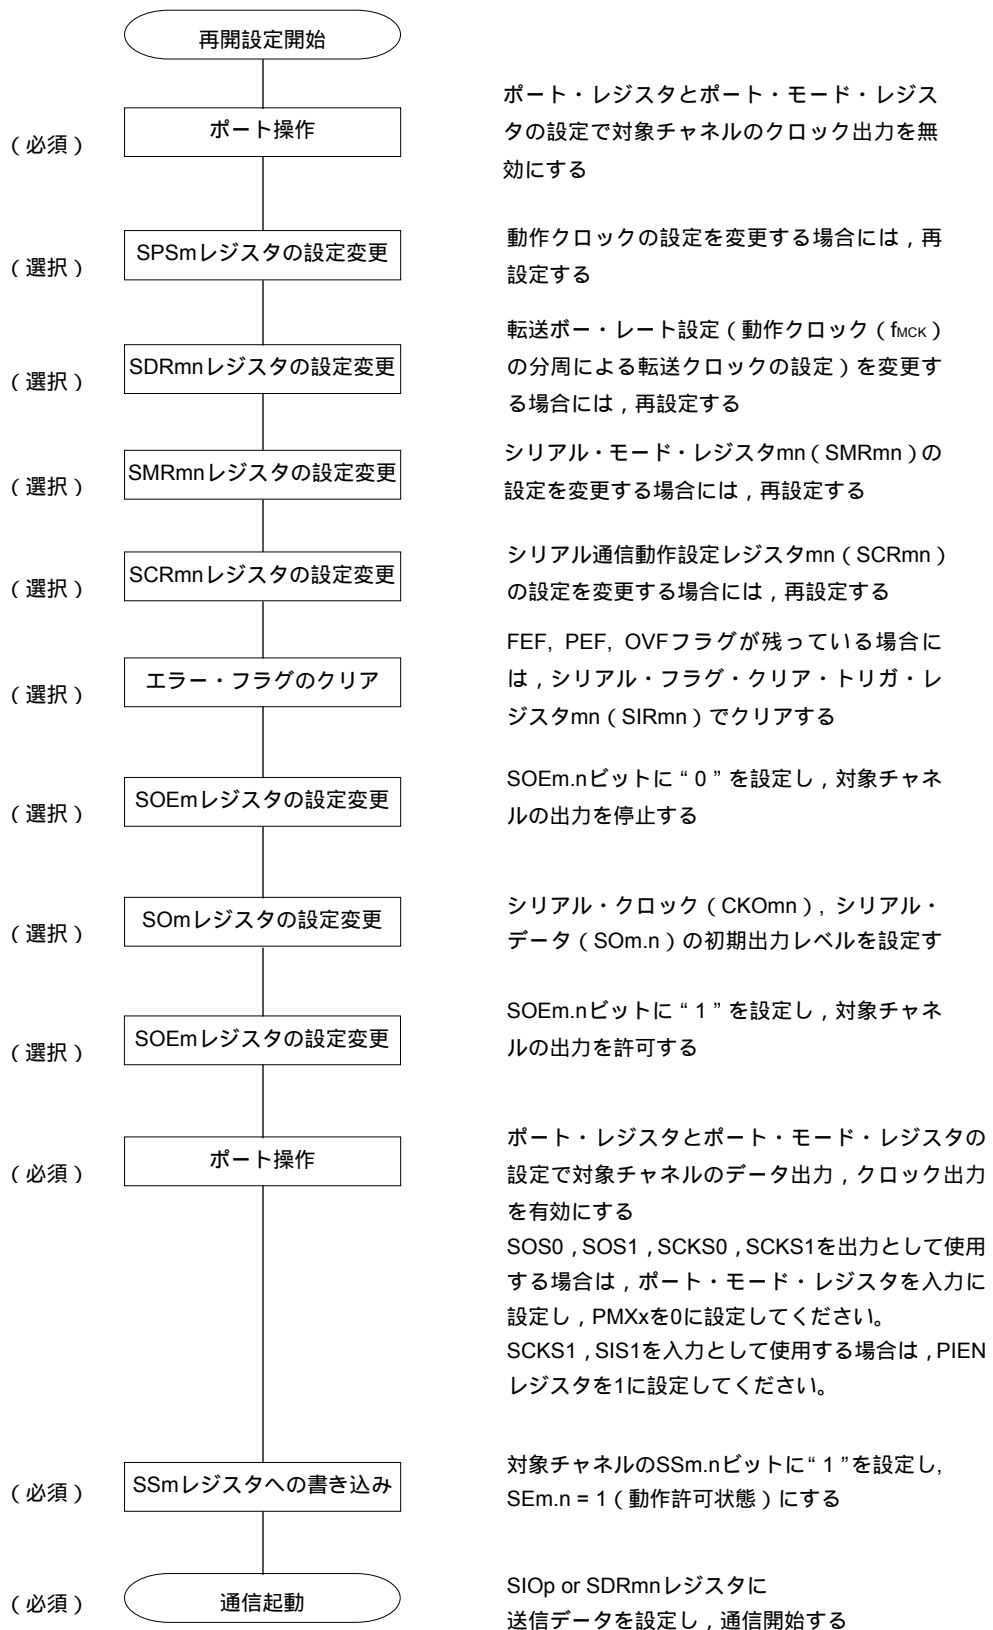 再開設定開始
（必須）
ポート操作
ポート・レジスタとポート・モード・レジス
タの設定で対象チャネルのクロック出力を無
効にする
（選択）
SPSmレジスタの設定変更
動作クロックの設定を変更する場合には，再
設定する
（選択）
SDRmnレジスタの設定変更
転送ボー・レート設定（動作クロック（fMCK）
の分周による転送クロックの設定）を変更す
る場合には，再設定する
（選択）
SMRmnレジスタの設定変更
シリアル・モード・レジスタmn（SMRmn）の
設定を変更する場合には，再設定する
（選択）
SCRmnレジスタの設定変更
シリアル通信動作設定レジスタmn（SCRmn）
の設定を変更する場合には，再設定する
（選択）
エラー・フラグのクリア
FEF, PEF, OVFフラグが残っている場合に
は，シリアル・フラグ・クリア・トリガ・レ
ジスタmn（SIRmn）でクリアする
（選択）
SOEmレジスタの設定変更
SOEm.nビットに“0”を設定し，対象チャネ
ルの出力を停止する
（選択）
SOmレジスタの設定変更
シリアル・クロック（CKOmn）, シリアル・
データ（SOm.n）の初期出力レベルを設定す
（選択）
SOEmレジスタの設定変更
SOEm.nビットに“1”を設定し，対象チャネ
ルの出力を許可する
（必須）
ポート操作
ポート・レジスタとポート・モード・レジスタの
設定で対象チャネルのデータ出力，クロック出力
を有効にする
SOS0，SOS1，SCKS0，SCKS1を出力として使用
する場合は，ポート・モード・レジスタを入力に
設定し，PMXxを0に設定してください。
SCKS1，SIS1を入力として使用する場合は，PIEN
レジスタを1に設定してください。
（必須）
SSmレジスタへの書き込み
対象チャネルのSSm.nビットに“1”を設定し,
SEm.n = 1（動作許可状態）にする
（必須）
通信起動
SIOp or SDRmnレジスタに
送信データを設定し，通信開始する